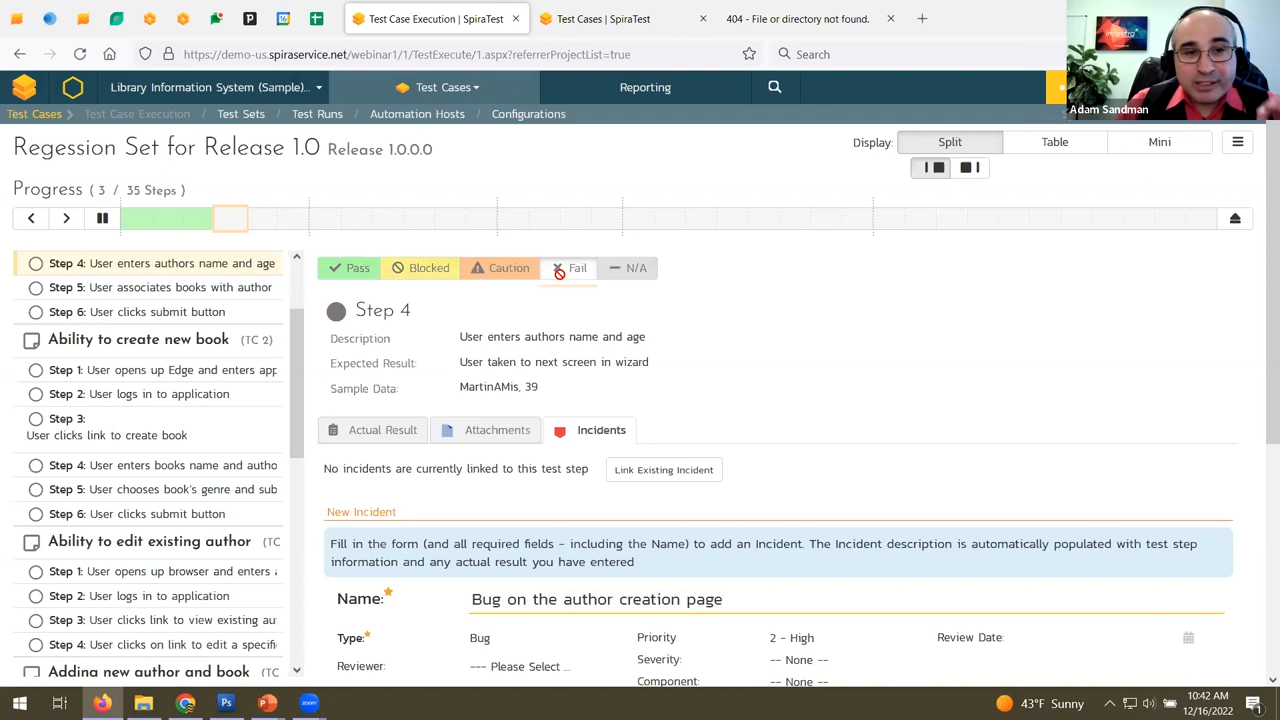 Test Case Execution | SpiraTest
Test Cases | SpiraTest
404 - File or directory not found.
https://demo-us.spiraservice.net/webinar1/1/TestExecute/1.aspx?referrerProjectList=true
Search
Library Information System (Sample)...
Test Cases
Reporting
Test Cases
Test Case Execution / Test Sets / Test Runs / Automation Hosts / Configurations
Adam Sandman
Regression Set for Release 1.0 Release 1.0.0.0
Display: Split Table Mini
Progress ( 3 / 35 Steps )
Step 4: User enters authors name and age
Step 5: User associates books with author
Step 6: User clicks submit button
Ability to create new book (TC 2)
Step 1: User opens up Edge and enters app
Step 2: User logs in to application
Step 3:
User clicks link to create book
Step 4: User enters books name and autho
Step 5: User chooses book's genre and sub
Step 6: User clicks submit button
Ability to edit existing author (TC
Step 1: User opens up browser and enters
Step 2: User logs in to application
Step 3: User clicks link to view existing au
Step 4: User clicks on link to edit a specifi
Adding new author and book (TC
Pass Blocked Caution Fail N/A
Step 4
Description User enters authors name and age
Expected Result: User taken to next screen in wizard
Sample Data: MartinAMis, 39
Actual Result Attachments Incidents
No incidents are currently linked to this test step Link Existing Incident
New Incident
Fill in the form (and all required fields - including the Name) to add an Incident. The Incident description is automatically populated with test step
information and any actual result you have entered
Name: Bug on the author creation page
Type: Bug Priority 2 - High Review Date:
Reviewer: --- Please Select ... Severity: -- None --
Component: -- None --
43°F Sunny
10:42 AM
12/16/2022